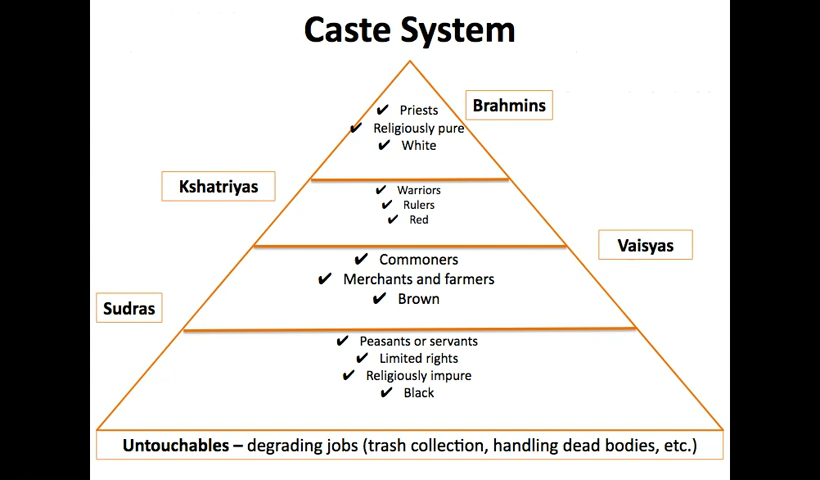 Caste System
Brahmins
✔ Priests
✔ Religiously pure
✔ White
Kshatriyas
✔ Warriors
✔ Rulers
✔ Red
Vaisyas
✔ Commoners
✔ Merchants and farmers
✔ Brown
Sudras
✔ Peasants or servants
✔ Limited rights
✔ Religiously impure
✔ Black
Untouchables – degrading jobs (trash collection, handling dead bodies, etc.)